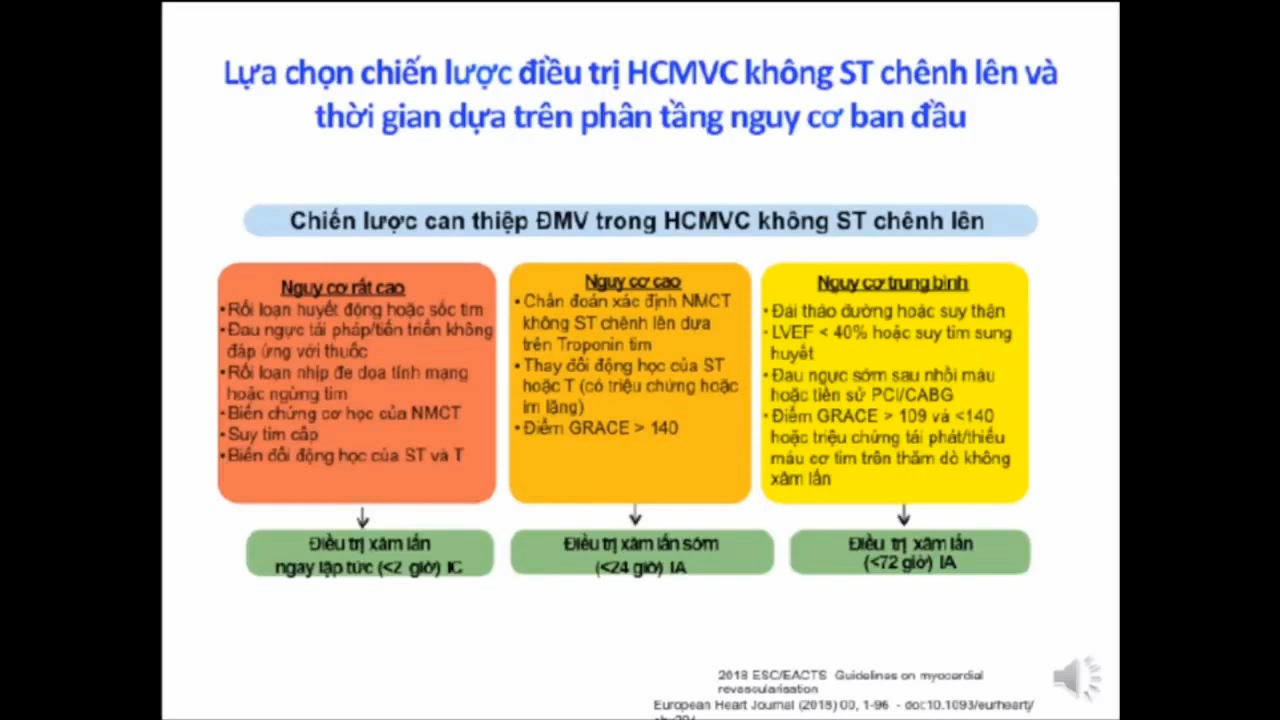 Lựa chọn chiến lược điều trị HCMVC không ST chênh lên và
thời gian dựa trên phân tầng nguy cơ ban đầu
Chiến lược can thiệp ĐMV trong HCMVC không ST chênh lên
Nguy cơ rất cao
• Rối loạn huyết động hoặc sốc tim
• Đau ngực tái pháp/tiến triển không
đáp ứng với thuốc
• Rối loạn nhịp đe dọa tính mạng
hoặc ngừng tim
• Biến chứng cơ học của NMCT
• Suy tim cấp
• Biến đổi động học của ST và T
Điều trị xâm lấn
ngay lập tức (<2 giờ) IC
Nguy cơ cao
• Chẩn đoán xác định NMCT
không ST chênh lên dựa
trên Troponin tim
• Thay đổi động học của ST
hoặc T (có triệu chứng hoặc
im lặng)
• Điểm GRACE > 140
Điều trị xâm lấn sớm
(<24 giờ) IA
Nguy cơ trung bình
• Đái tháo đường hoặc suy thận
• LVEF < 40% hoặc suy tim sung
huyết
• Đau ngực sớm sau nhồi máu
hoặc tiền sử PCI/CABG
• Điểm GRACE > 109 và <140
hoặc triệu chứng tái phát/thiếu
máu cơ tim trên thăm dò không
xâm lấn
Điều trị xâm lấn
(<72 giờ) IA
2018 ESC/EACTS Guidelines on myocardial
revascularisation
European Heart Journal (2018) 00, 1-96 - doi:10.1093/eurheartj/